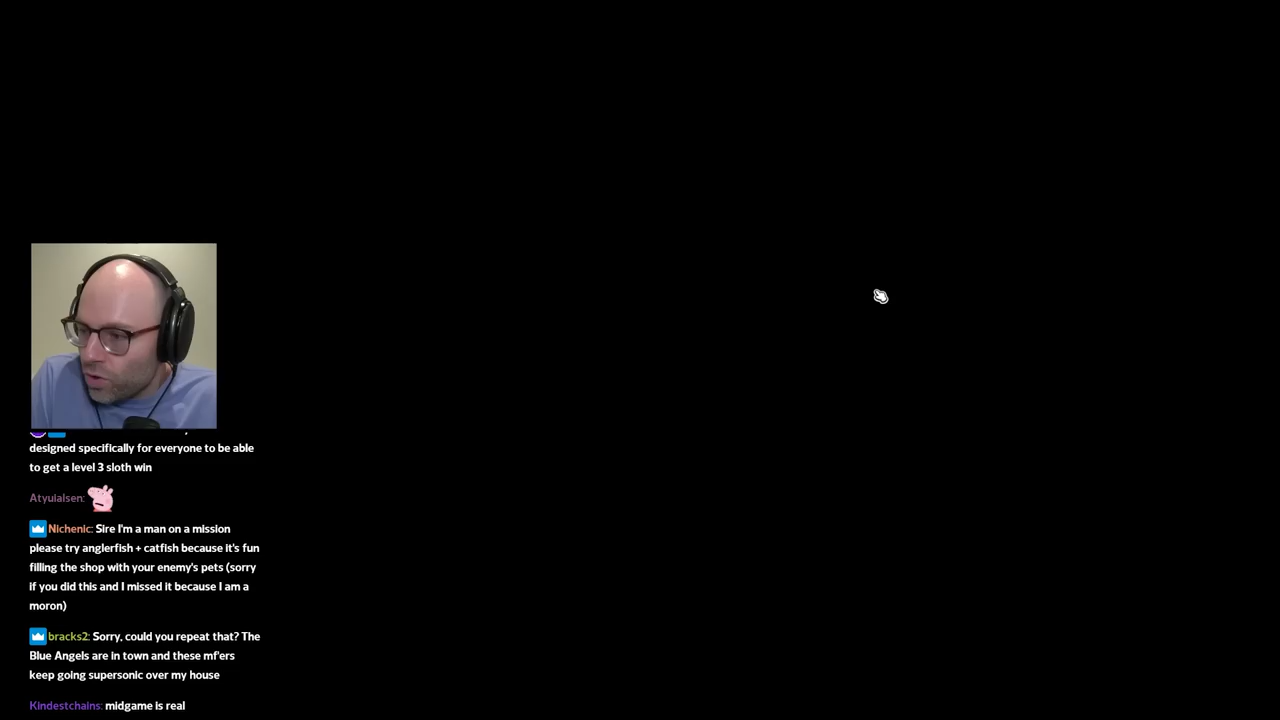 designed specifically for everyone to be able
to get a level 3 sloth win
Atyuialsen:
Nichenic: Sire I'm a man on a mission
please try anglerfish + catfish because it's fun
filling the shop with your enemy's pets (sorry
if you did this and I missed it because I am a
moron)
bracks2: Sorry, could you repeat that? The
Blue Angels are in town and these mf'ers
keep going supersonic over my house
Kindestchains: midgame is real